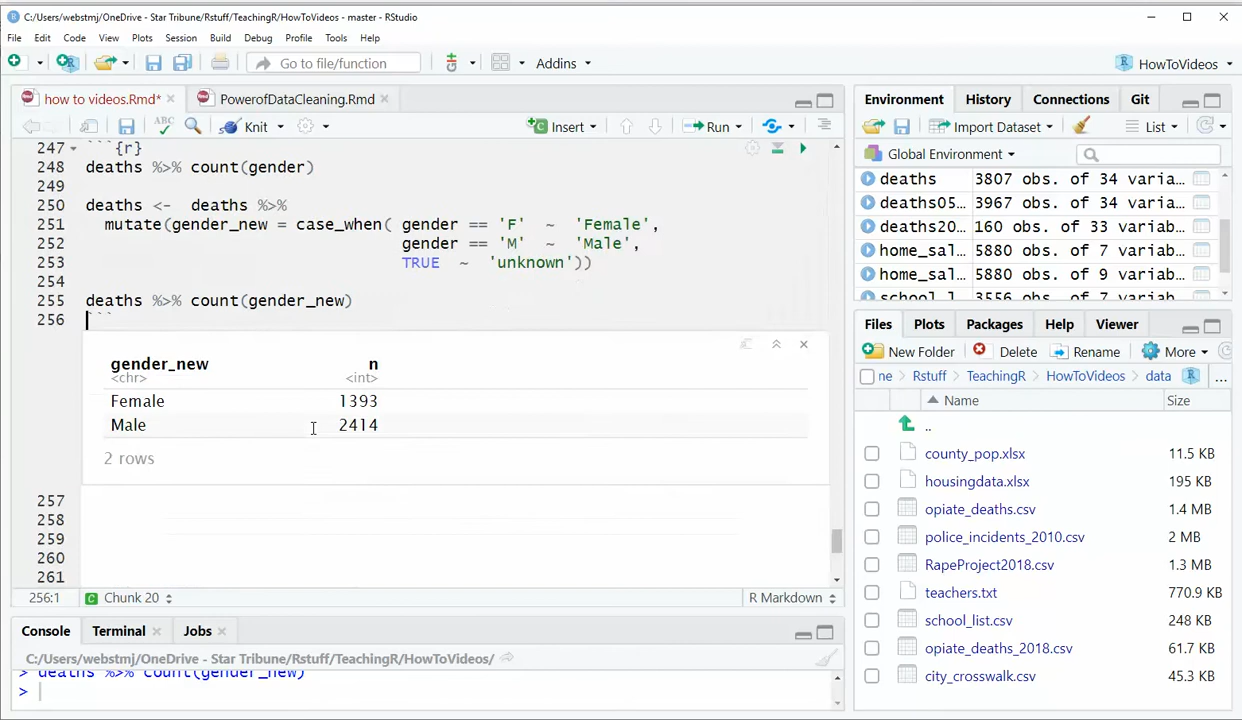 C:/Users/webstmj/OneDrive - Star Tribune/Rstuff/TeachingR/HowToVideos - master - RStudio
File Edit Code View Plots Session Build Debug Profile Tools Help
Go to file/function Addins HowToVideos
how to videos.Rmd* PowerofDataCleaning.Rmd
ABC Knit Insert Run
247 ```{r}
248 deaths %>% count(gender)
249
250 deaths <-  deaths %>%
251   mutate(gender_new = case_when( gender == 'F'  ~  'Female',
252                                  gender == 'M'  ~  'Male',
253                                  TRUE  ~  'unknown'))
254
255 deaths %>% count(gender_new)
256 ```
gender_new n
<chr> <int>
Female 1393
Male 2414
2 rows
257
258
259
260
261
256:1 Chunk 20 R Markdown
Console Terminal Jobs
C:/Users/webstmj/OneDrive - Star Tribune/Rstuff/TeachingR/HowToVideos/
> deaths %>% count(gender_new)
>
Environment History Connections Git
Import Dataset List
Global Environment
deaths 3807 obs. of 34 varia…
deaths05… 3967 obs. of 34 varia…
deaths20… 160 obs. of 33 varia…
home_sal… 5880 obs. of 7 variab…
home_sal… 5880 obs. of 9 variab…
school_l… 3556 obs. of 7 variab…
Files Plots Packages Help Viewer
New Folder Delete Rename More
ne Rstuff TeachingR HowToVideos data ...
Name Size
..
county_pop.xlsx 11.5 KB
housingdata.xlsx 195 KB
opiate_deaths.csv 1.4 MB
police_incidents_2010.csv 2 MB
RapeProject2018.csv 1.3 MB
teachers.txt 770.9 KB
school_list.csv 248 KB
opiate_deaths_2018.csv 61.7 KB
city_crosswalk.csv 45.3 KB